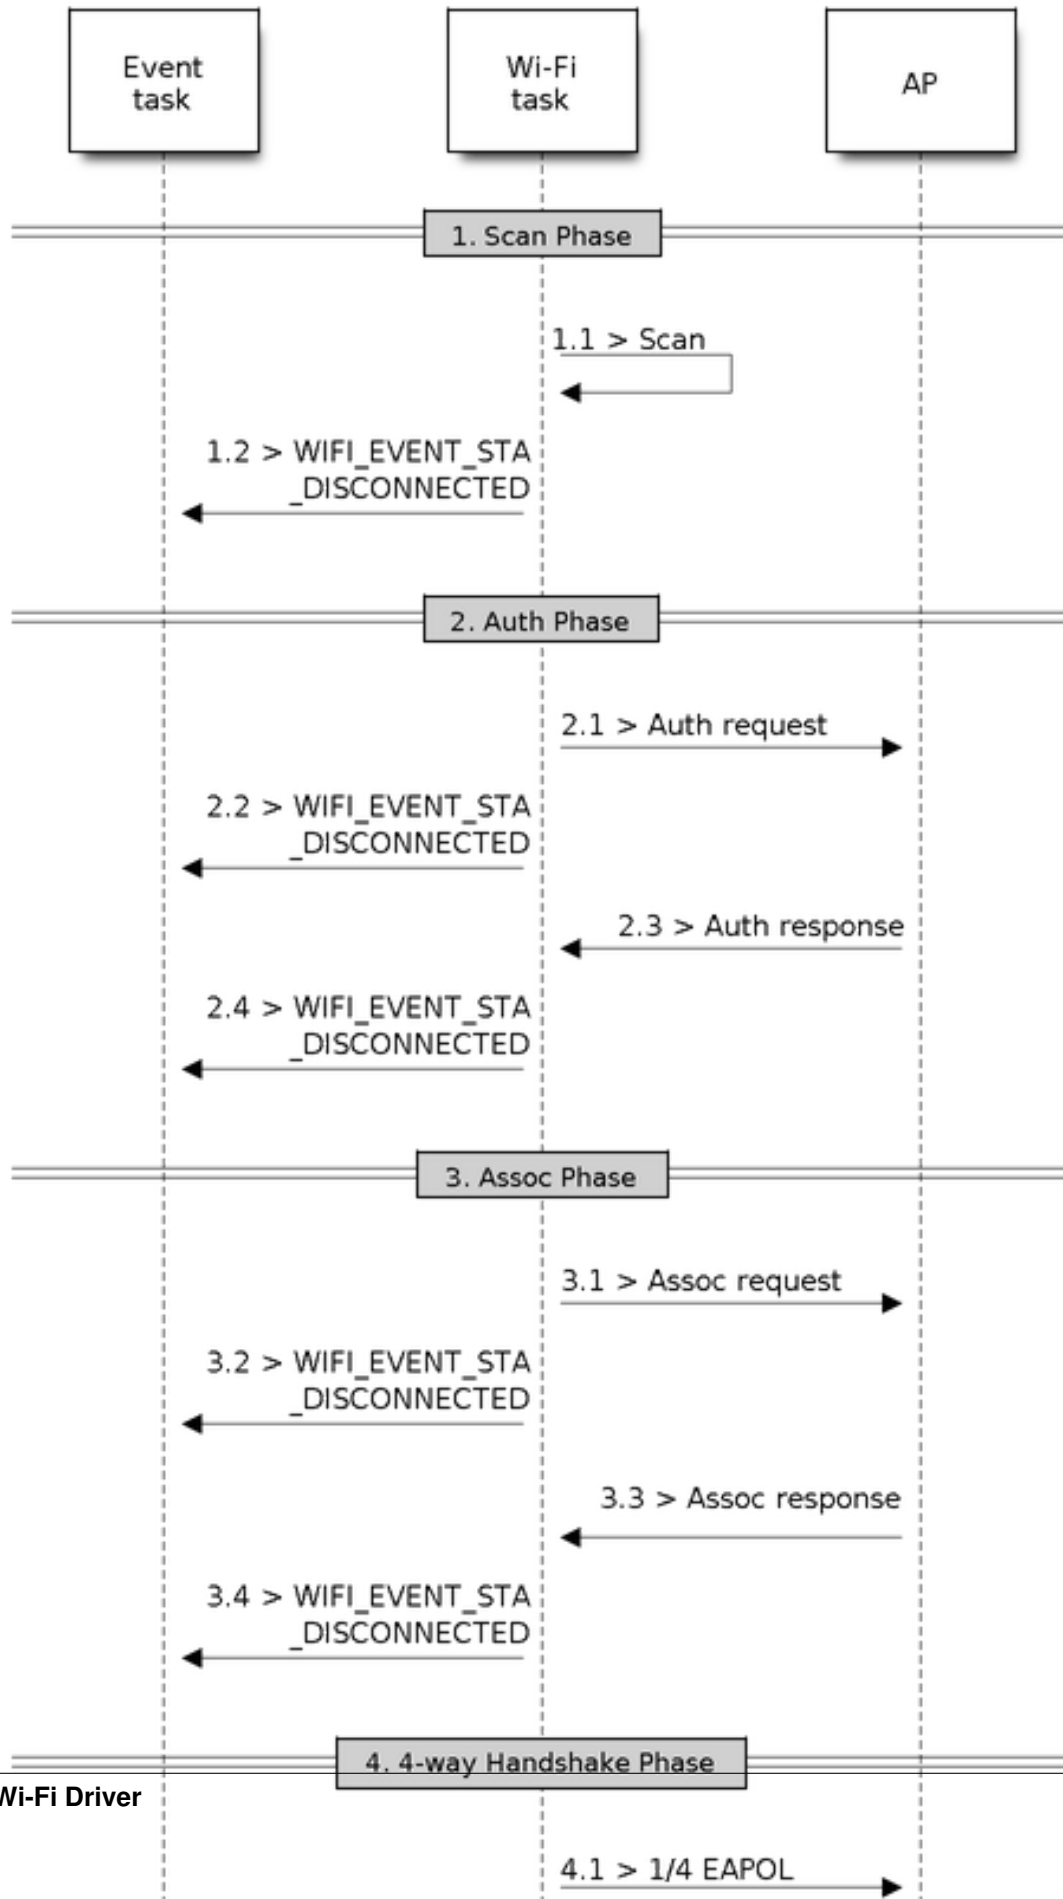 Event
task
Wi-Fi
task
AP
1. Scan Phase
1.1 > Scan
1.2 > WIFI_EVENT_STA
_DISCONNECTED
2. Auth Phase
2.1 > Auth request
2.2 > WIFI_EVENT_STA
_DISCONNECTED
2.3 > Auth response
2.4 > WIFI_EVENT_STA
_DISCONNECTED
3. Assoc Phase
3.1 > Assoc request
3.2 > WIFI_EVENT_STA
_DISCONNECTED
3.3 > Assoc response
3.4 > WIFI_EVENT_STA
_DISCONNECTED
4. 4-way Handshake Phase
Wi-Fi Driver
4.1 > 1/4 EAPOL